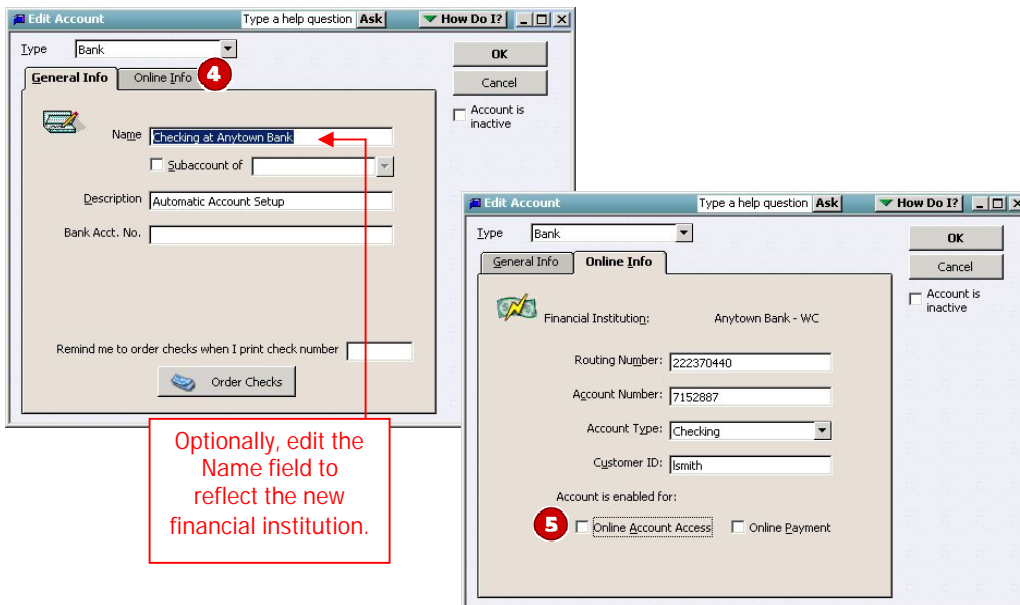 Edit Account
Type a help question Ask
How Do I?
Type Bank
General Info
Online Info
4
OK
Cancel
Account is
inactive
Name Checking at Anytown Bank
Subaccount of
Description Automatic Account Setup
Bank Acct. No.
Remind me to order checks when I print check number
Order Checks
Optionally, edit the
Name field to
reflect the new
financial institution.
Edit Account
Type a help question Ask
How Do I?
Type Bank
General Info
Online Info
OK
Cancel
Account is
inactive
Financial Institution: Anytown Bank - WC
Routing Number: 222370440
Account Number: 7152887
Account Type: Checking
Customer ID: lsmith
Account is enabled for:
5
Online Account Access
Online Payment